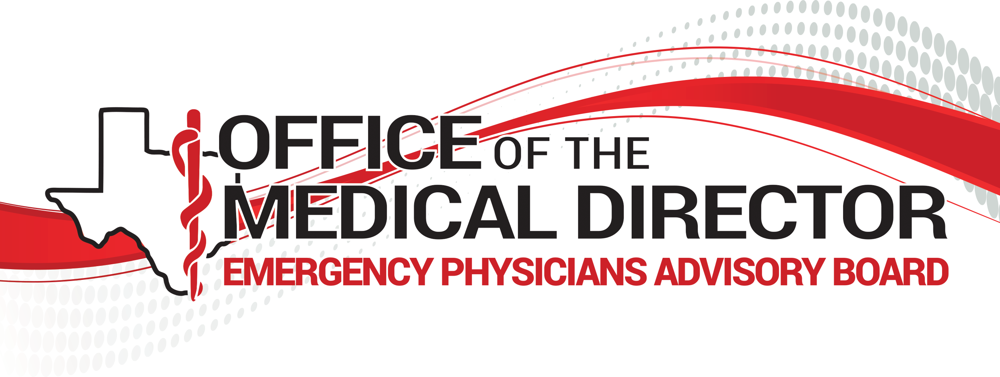 OFFICE OF THE
MEDICAL DIRECTOR
EMERGENCY PHYSICIANS ADVISORY BOARD